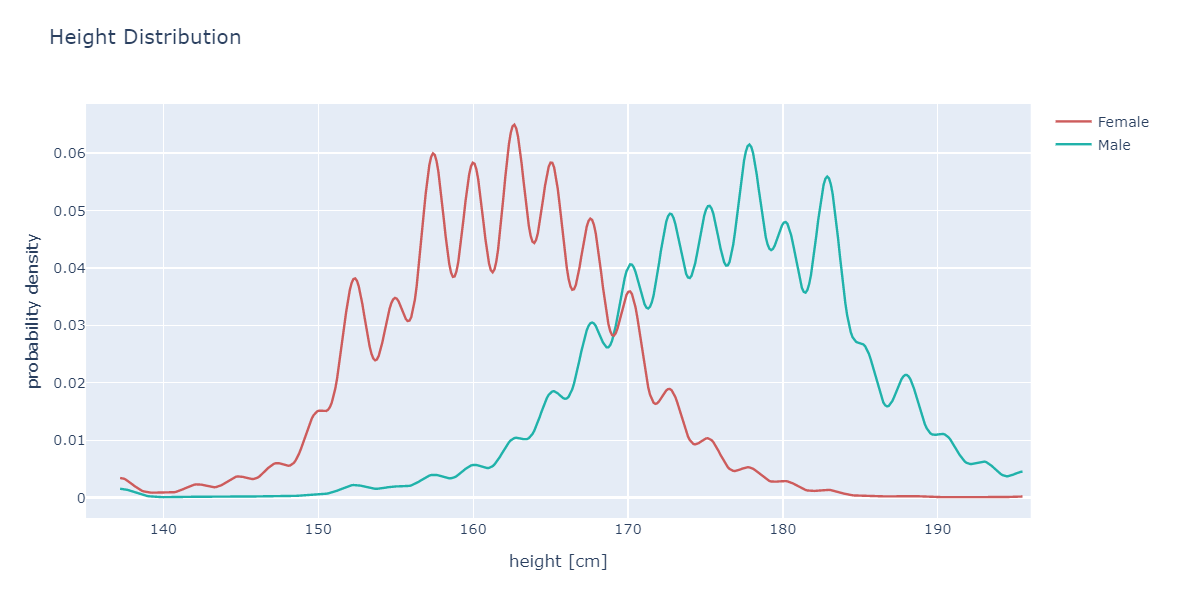 Height Distribution
Female
Male
probability density
0.06
0.05
0.04
0.03
0.02
0.01
0
140 150 160 170 180 190
height [cm]